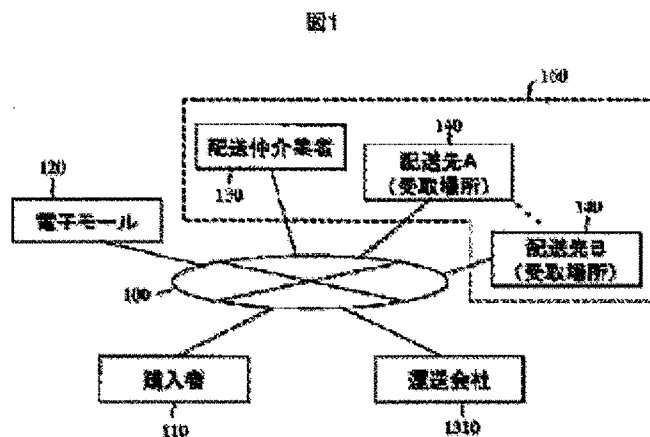 図1
160
配送仲介業者
130
140
配送先A
(受取場所)
120
電子モール
140
配送先B
(受取場所)
100
購入者
110
運送会社
1310